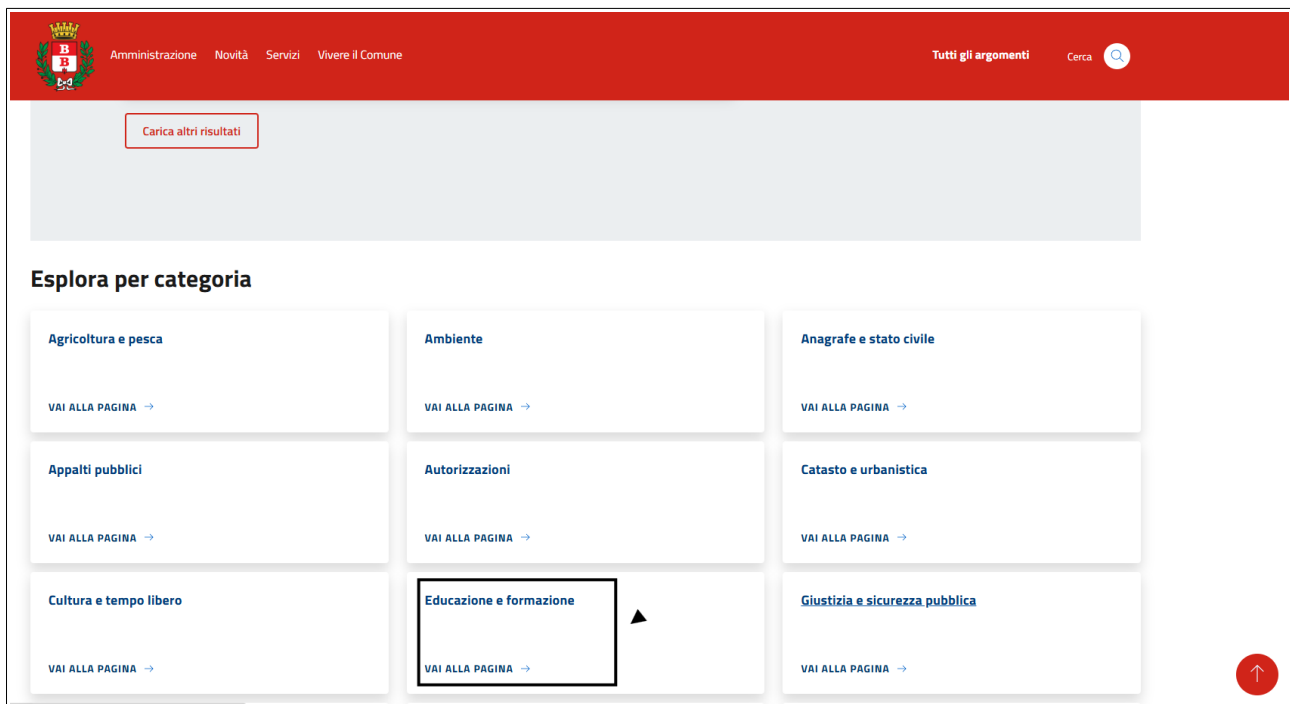 B
B
Amministrazione Novità Servizi Vivere il Comune Tutti gli argomenti Cerca
Carica altri risultati
Esplora per categoria
Agricoltura e pesca Ambiente Anagrafe e stato civile
VAI ALLA PAGINA → VAI ALLA PAGINA → VAI ALLA PAGINA →
Appalti pubblici Autorizzazioni Catasto e urbanistica
VAI ALLA PAGINA → VAI ALLA PAGINA → VAI ALLA PAGINA →
Cultura e tempo libero Educazione e formazione Giustizia e sicurezza pubblica
VAI ALLA PAGINA → VAI ALLA PAGINA → VAI ALLA PAGINA →